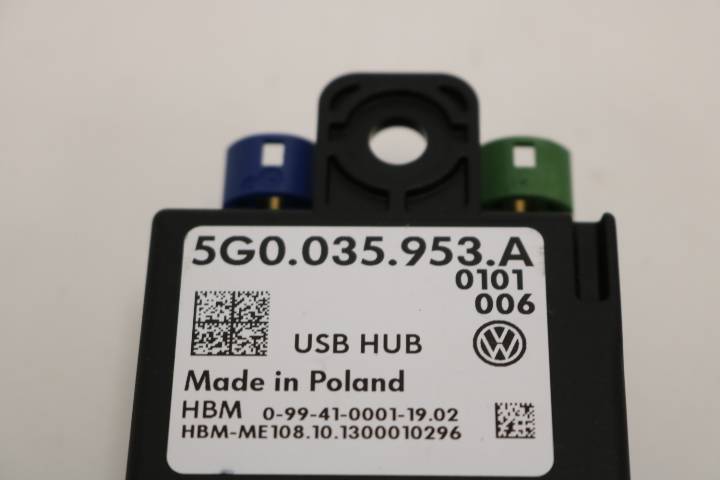 5G0.035.953.A
0101
006
USB HUB
Made in Poland
HBM 0-99-41-0001-19.02
HBM-ME108.10.1300010296